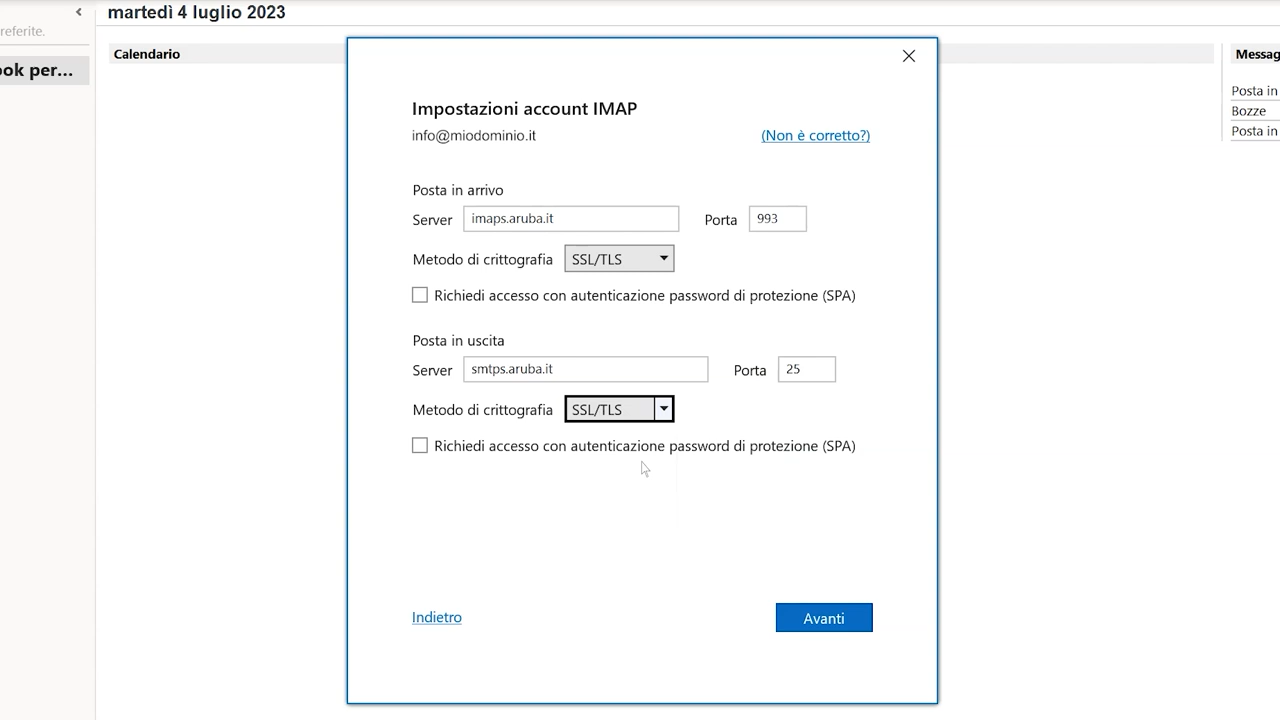 martedì 4 luglio 2023
referite.
Calendario
Messag
ook per...
Posta in
Bozze
Posta in
Impostazioni account IMAP
info@miodominio.it
(Non è corretto?)
Posta in arrivo
Server imaps.aruba.it Porta 993
Metodo di crittografia SSL/TLS
Richiedi accesso con autenticazione password di protezione (SPA)
Posta in uscita
Server smtps.aruba.it Porta 25
Metodo di crittografia SSL/TLS
Richiedi accesso con autenticazione password di protezione (SPA)
Indietro
Avanti